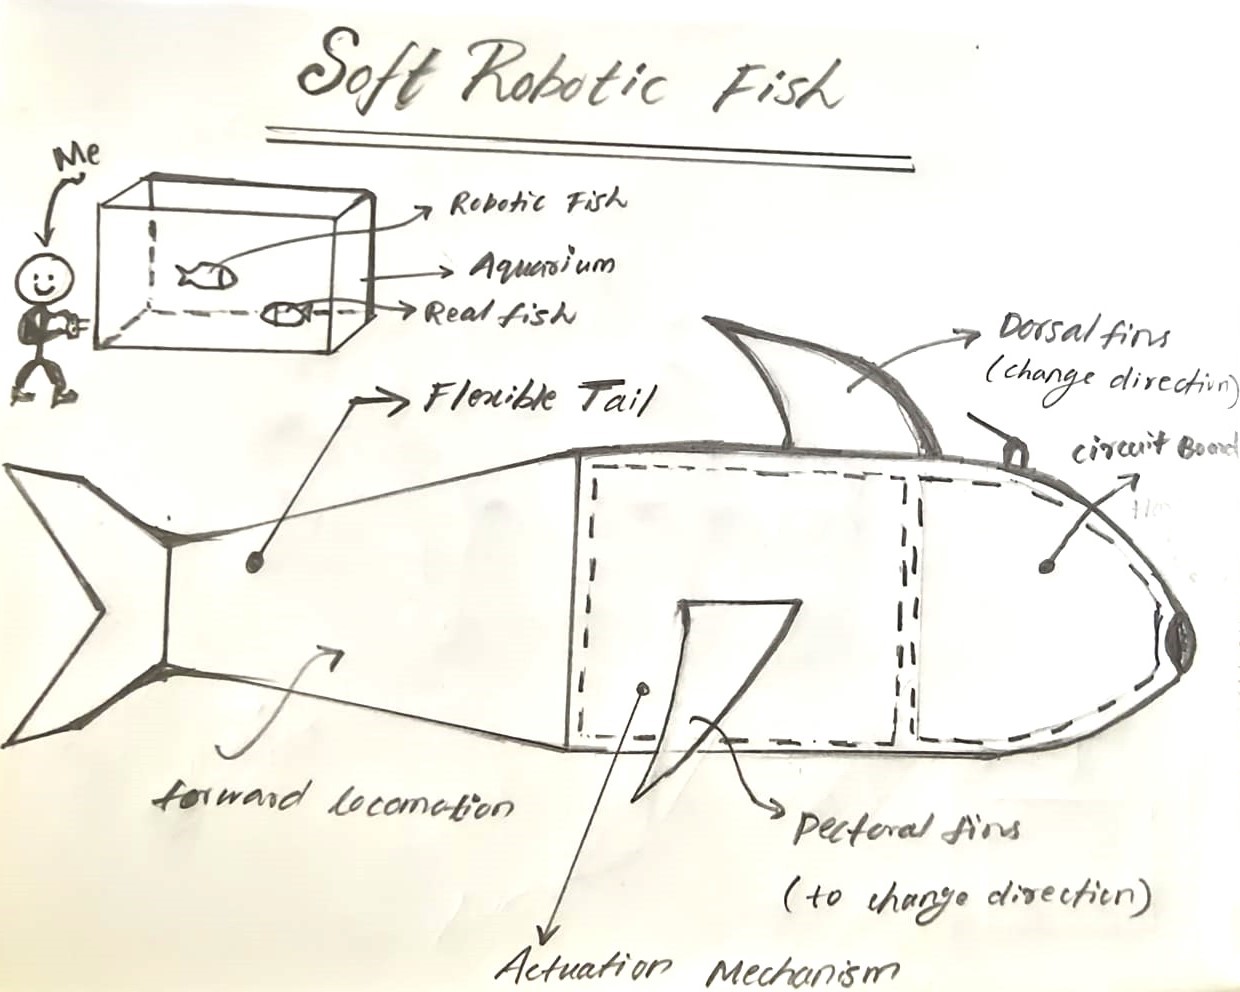 Soft Robotic Fish
Me
Robotic Fish
Aquarium
Real fish
Dorsal fins
(change direction)
Flexible Tail
circuit Board
forward locomotion
Pectoral fins
(to change direction)
Actuation Mechanism